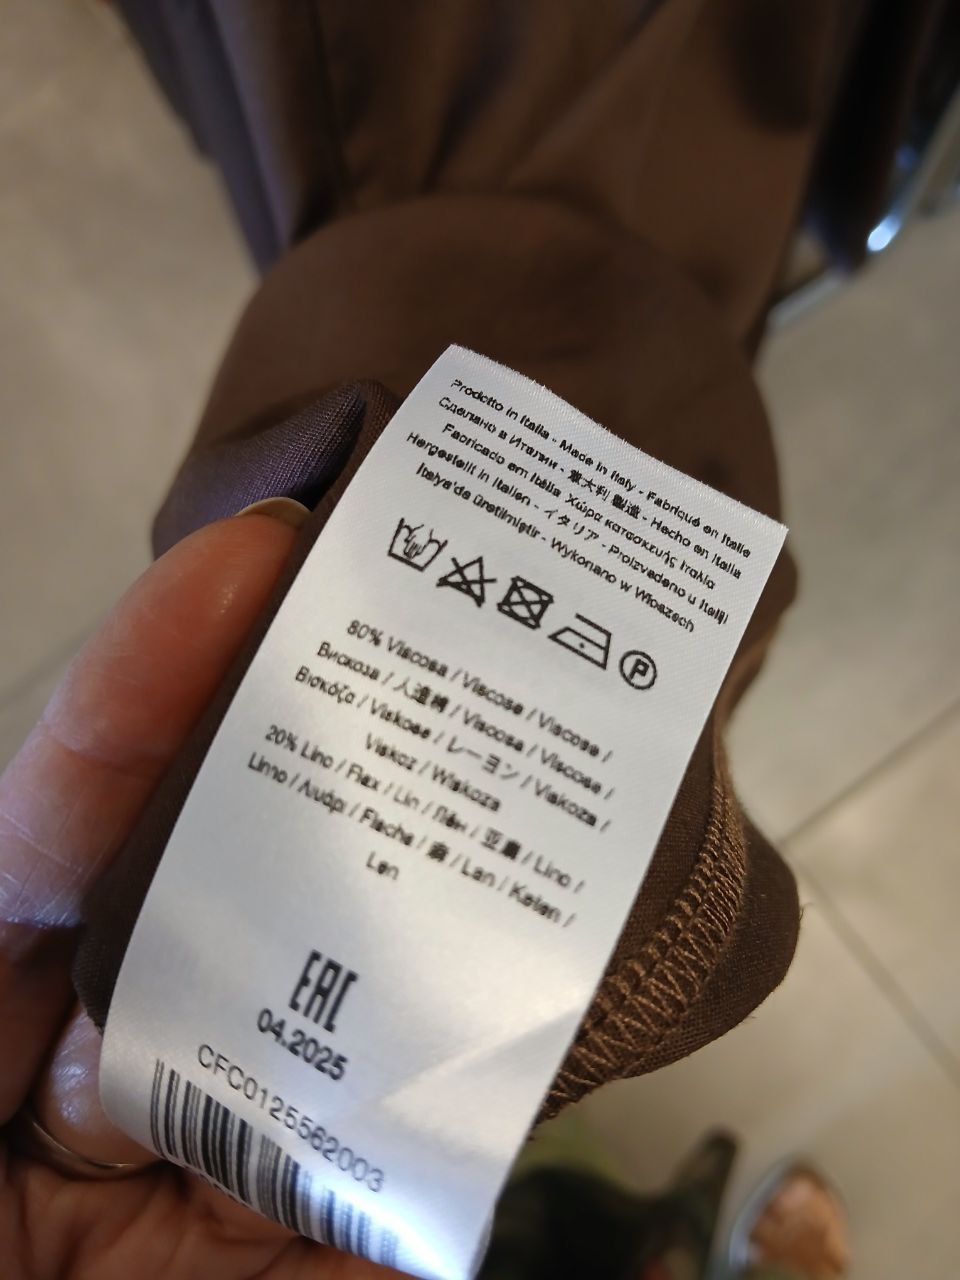 Prodotto in Italia - Made in Italy - Fabriqué en Italie
Сделано в Италии - 意大利 製造 - Hecho en Italia
Fabricado em Itália Χώρα κατασκευής Ιταλία
Hergestellt in Italien - イタリア - Proizvedeno u Italiji
Italya'da üretilmiştir - Wykonano w Włoszech
P
80% Viscosa / Viscose / Viscose /
Вискоза / 人造棉 / Viscosa / Viscose /
Βισκόζα / Viskose / レーヨン / Viskoza /
Viskoz / Wiskoza
20% Lino / Flax / Lin / Лён / 亚麻 / Lino /
Linho / Λινάρι / Flachs / 麻 / Lan / Keten /
Len
EAC
04.2025
CFC0125562003